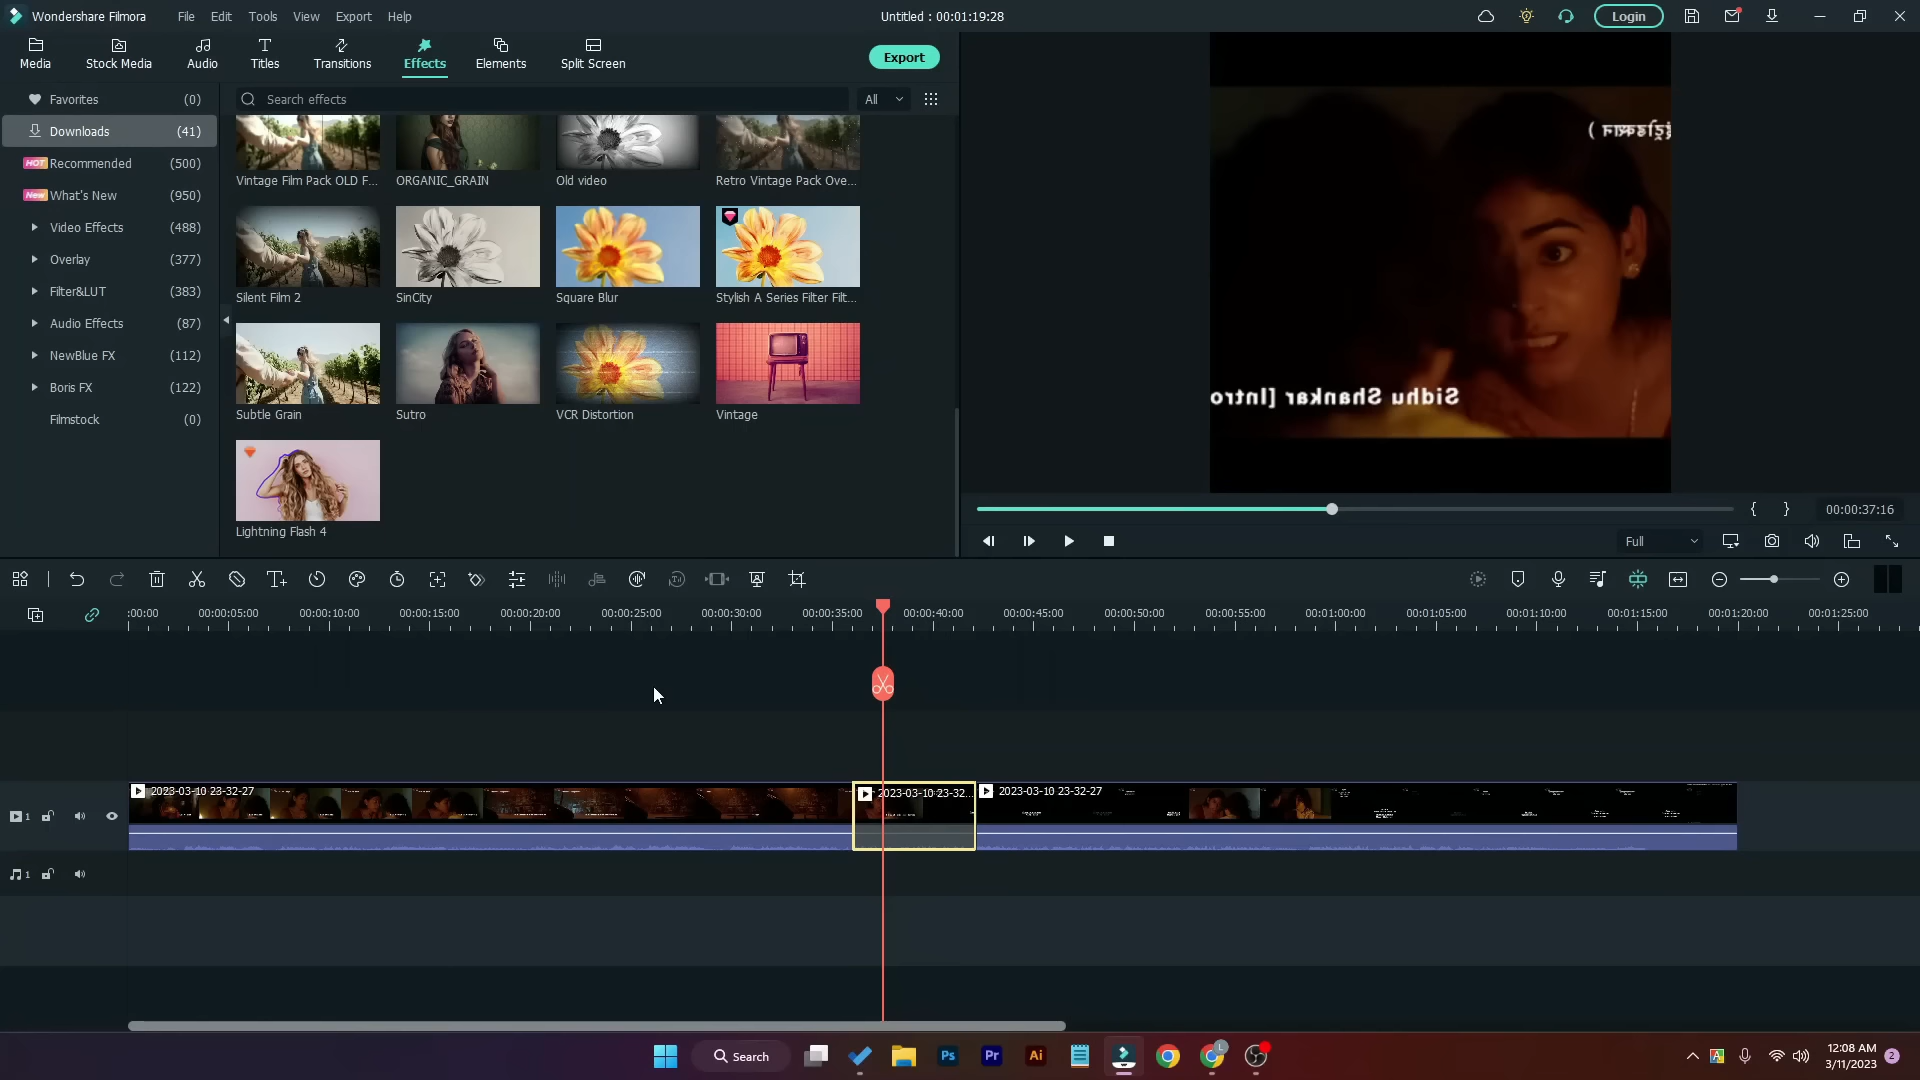 Wondershare Filmora File Edit Tools View Export Help
Untitled : 00:01:19:28
Login
Media Stock Media Audio Titles Transitions Effects Elements Split Screen
Export
Search effects
All
Favorites (0)
Downloads (41)
HOT Recommended (500)
New What's New (950)
Video Effects (488)
Overlay (377)
Filter&LUT (383)
Audio Effects (87)
NewBlue FX (112)
Boris FX (122)
Filmstock (0)
Vintage Film Pack OLD F... ORGANIC_GRAIN Old video Retro Vintage Pack Ove...
Silent Film 2 SinCity Square Blur Stylish A Series Filter Filt...
Subtle Grain Sutro VCR Distortion Vintage
Lightning Flash 4
Sidhu Shankar [Intro
00:00:37:16
Full
:00:00 00:00:05:00 00:00:10:00 00:00:15:00 00:00:20:00 00:00:25:00 00:00:30:00 00:00:35:00 00:00:40:00 00:00:45:00 00:00:50:00 00:00:55:00 00:01:00:00 00:01:05:00 00:01:10:00 00:01:15:00 00:01:20:00 00:01:25:00
2023-03-10 23-32-27 2023-03-10 23-32... 2023-03-10 23-32-27
1
1
Search
Ps Pr Ai
L
A
12:08 AM
3/11/2023
2